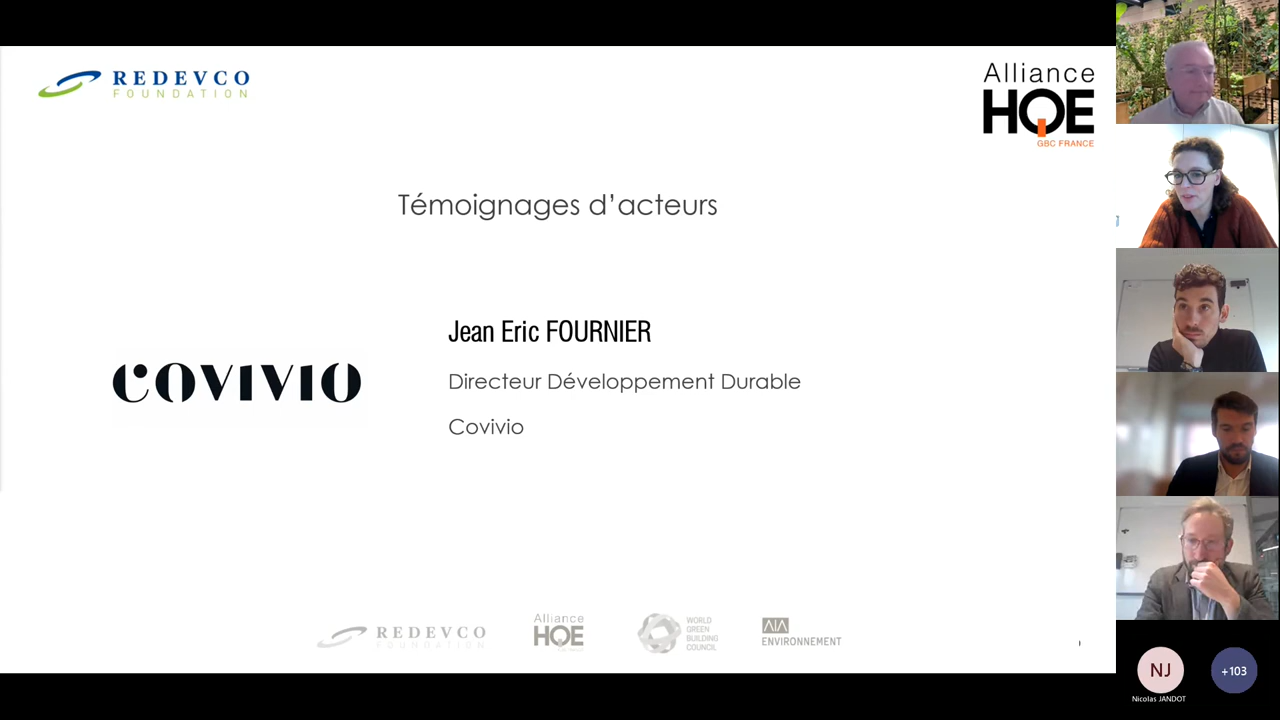 REDEVCO
FOUNDATION
Alliance
HQE
GBC FRANCE
Témoignages d’acteurs
Jean Eric FOURNIER
COVIVIO
Directeur Développement Durable
Covivio
REDEVCO
FOUNDATION
Alliance
HQE
WORLD
GREEN
BUILDING
COUNCIL
AIA
ENVIRONNEMENT
NJ
+103
Nicolas JANDOT